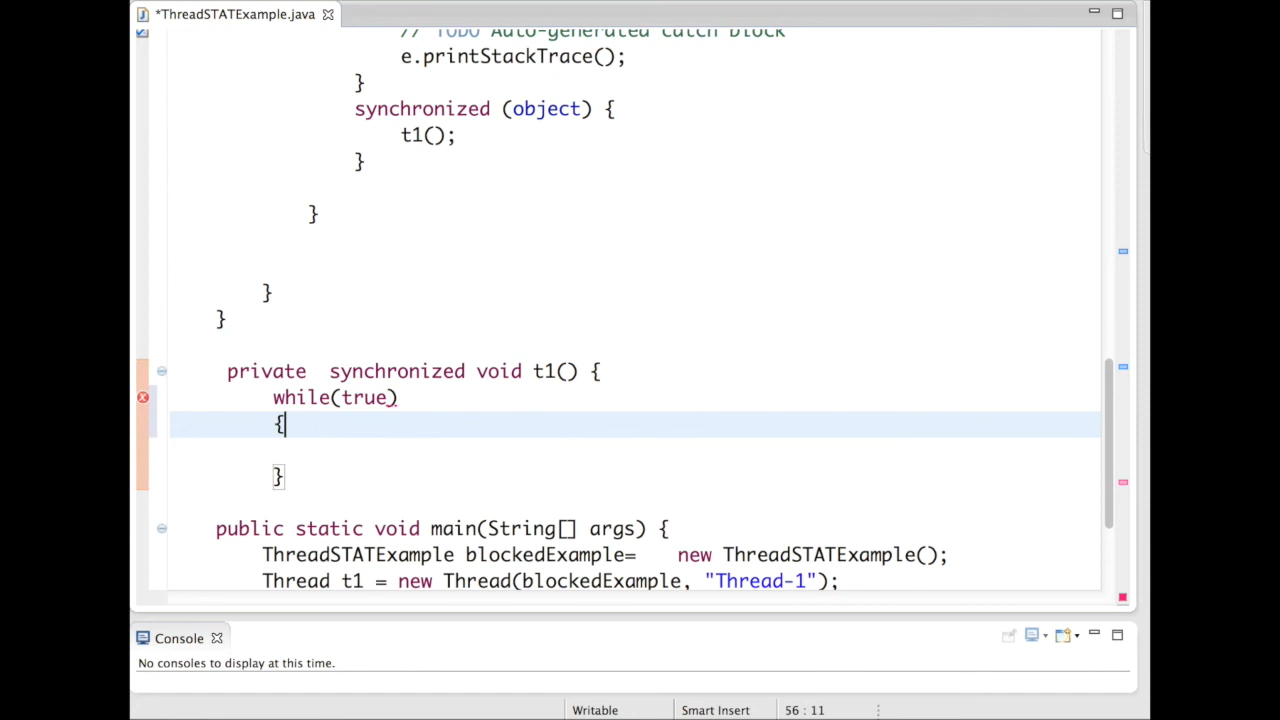 *ThreadSTATExample.java
// TODO Auto-generated catch block
e.printStackTrace();
}
synchronized (object) {
t1();
}
}
}
}
private  synchronized void t1() {
while(true)
{
}
public static void main(String[] args) {
ThreadSTATExample blockedExample=    new ThreadSTATExample();
Thread t1 = new Thread(blockedExample, "Thread-1");
Console
No consoles to display at this time.
Writable
Smart Insert
56 : 11